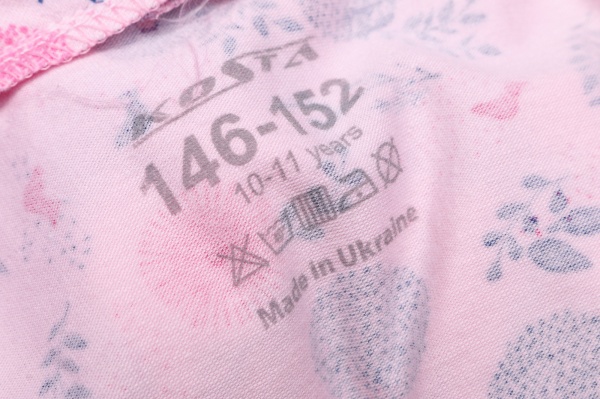 KOSTA
146-152
10-11 years
Made in Ukraine